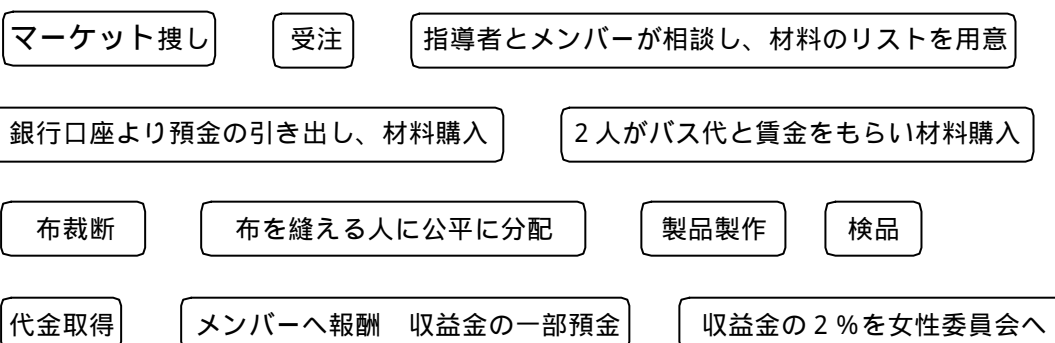 マーケット捜し 受注 指導者とメンバーが相談し、材料のリストを用意
銀行口座より預金の引き出し、材料購入 2人がバス代と賃金をもらい材料購入
布裁断 布を縫える人に公平に分配 製品製作 検品
代金取得 メンバーへ報酬 収益金の一部預金 収益金の2%を女性委員会へ